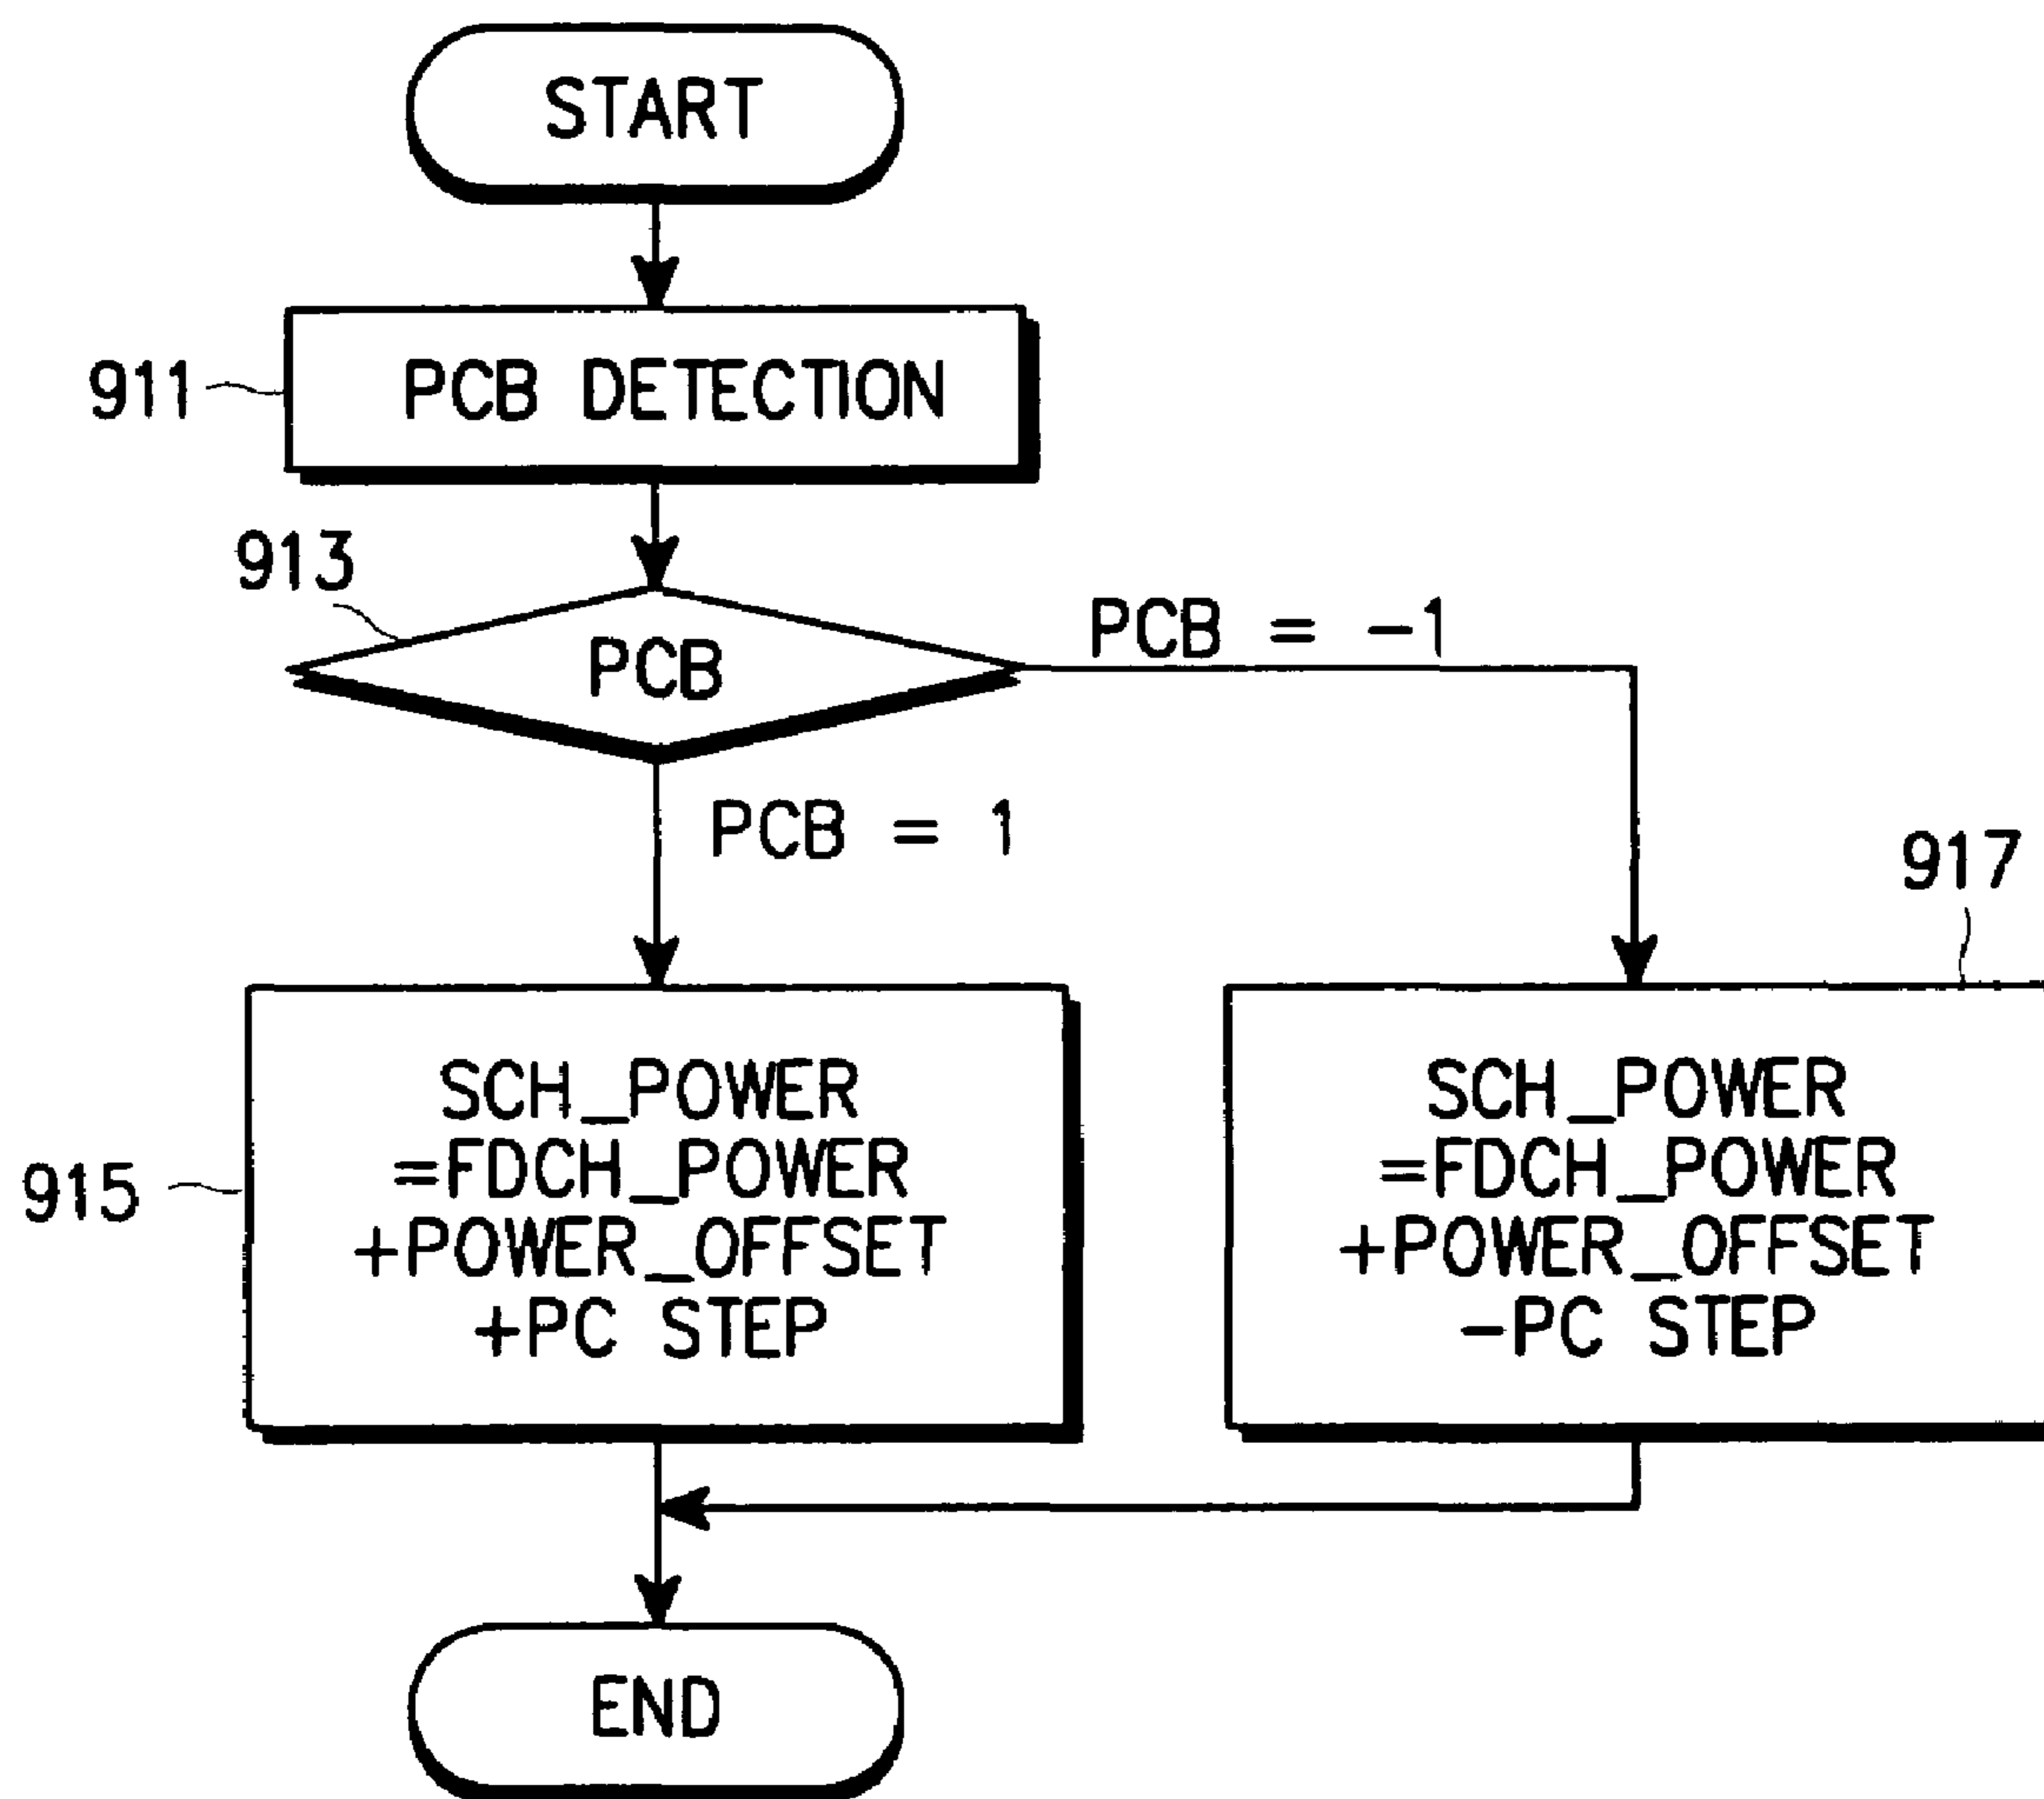 START
911
PCB DETECTION
913
PCB
PCB = -1
PCB = 1
917
915
SCH_POWER
=FDCH_POWER
+POWER_OFFSET
+PC STEP
SCH_POWER
=FDCH_POWER
+POWER_OFFSET
-PC STEP
END